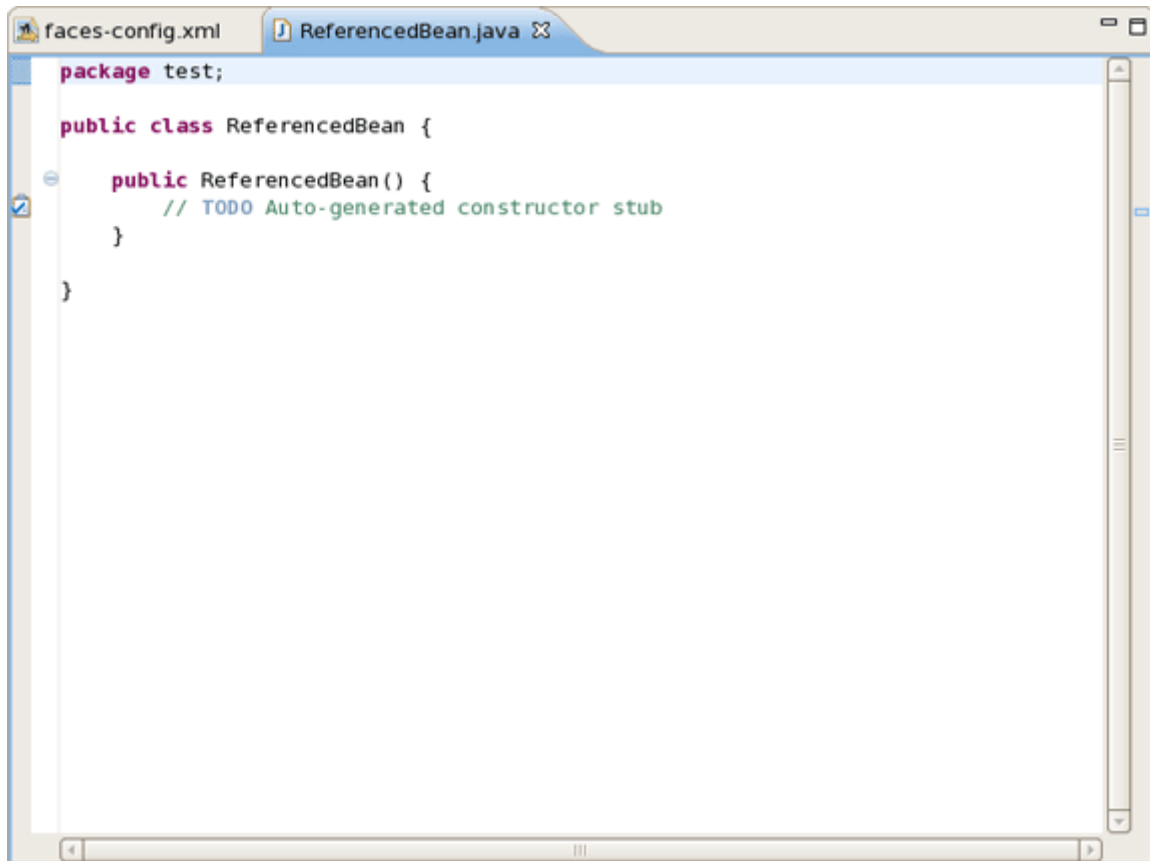 faces-config.xml
ReferencedBean.java
package test;
public class ReferencedBean {
public ReferencedBean() {
// TODO Auto-generated constructor stub
}
}